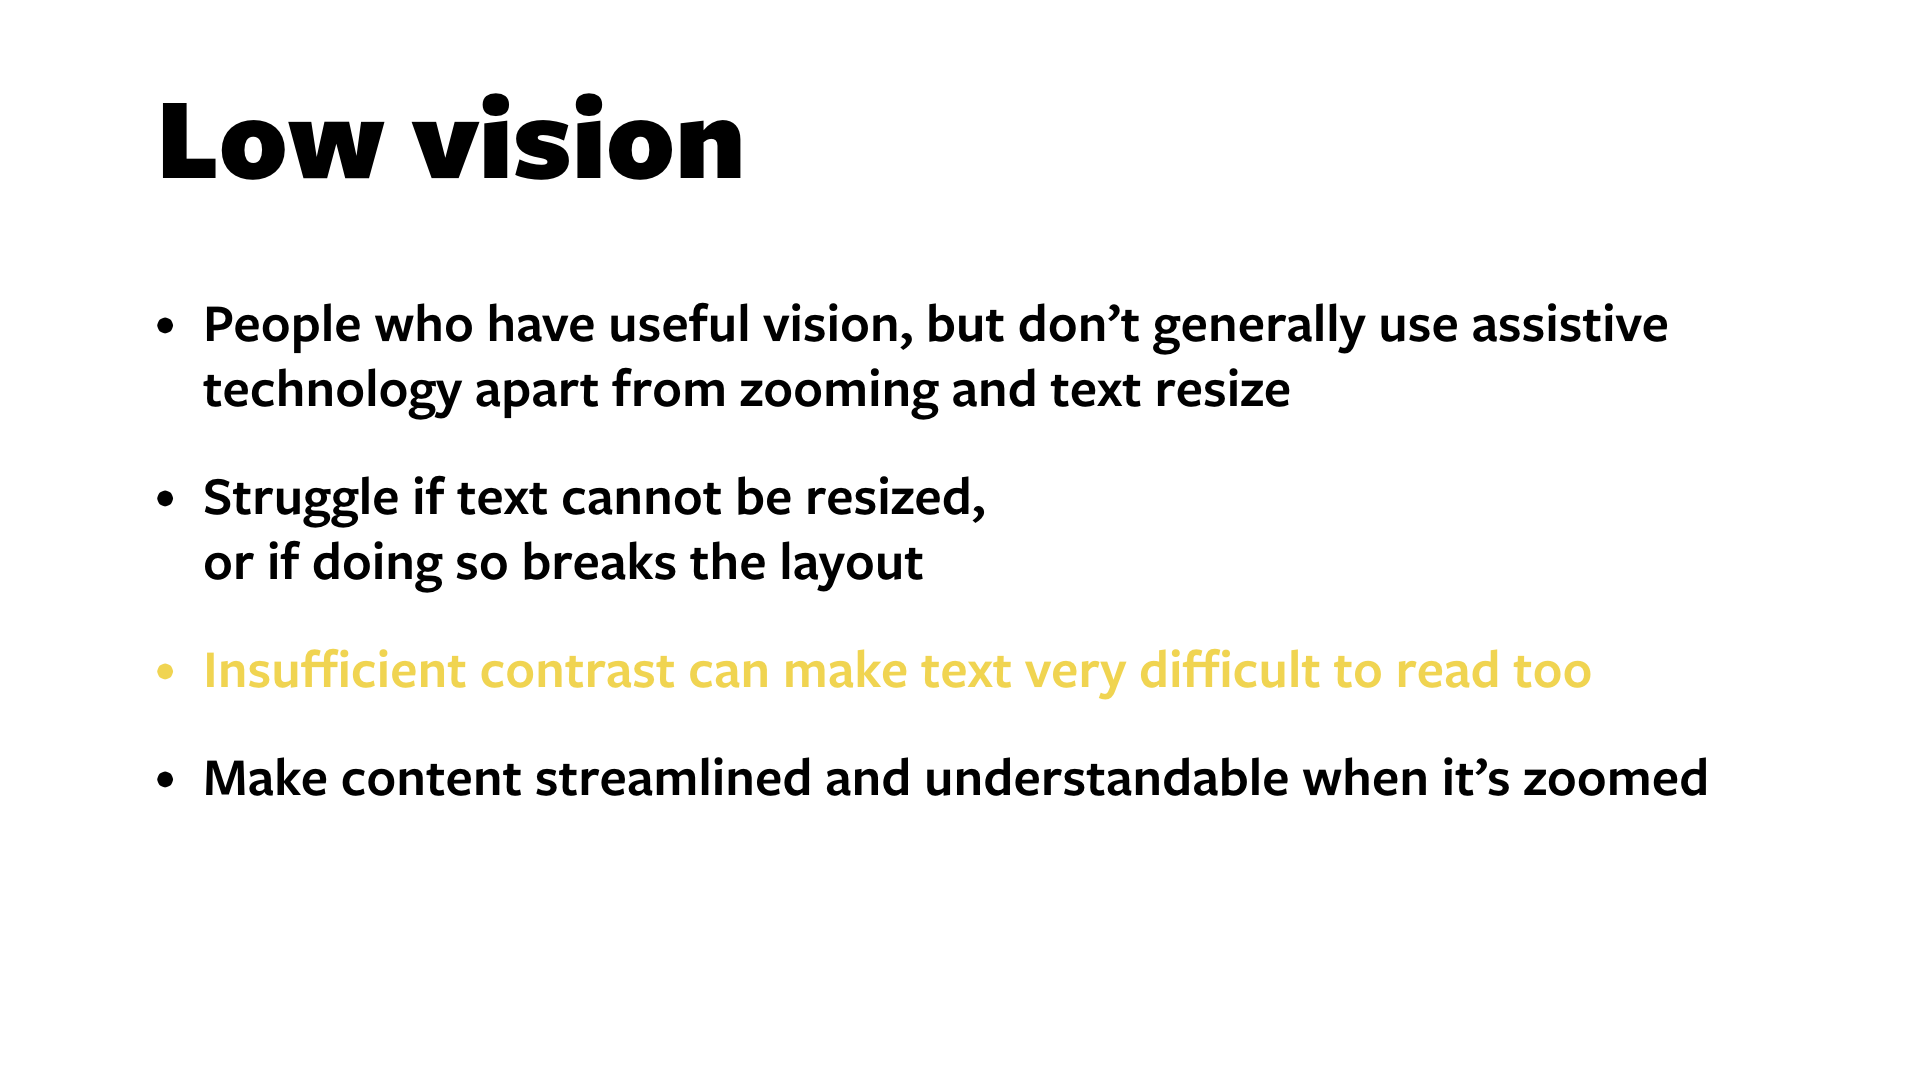 Low vision
• People who have useful vision, but don’t generally use assistive
technology apart from zooming and text resize
• Struggle if text cannot be resized,
or if doing so breaks the layout
• Insufficient contrast can make text very difficult to read too
• Make content streamlined and understandable when it’s zoomed